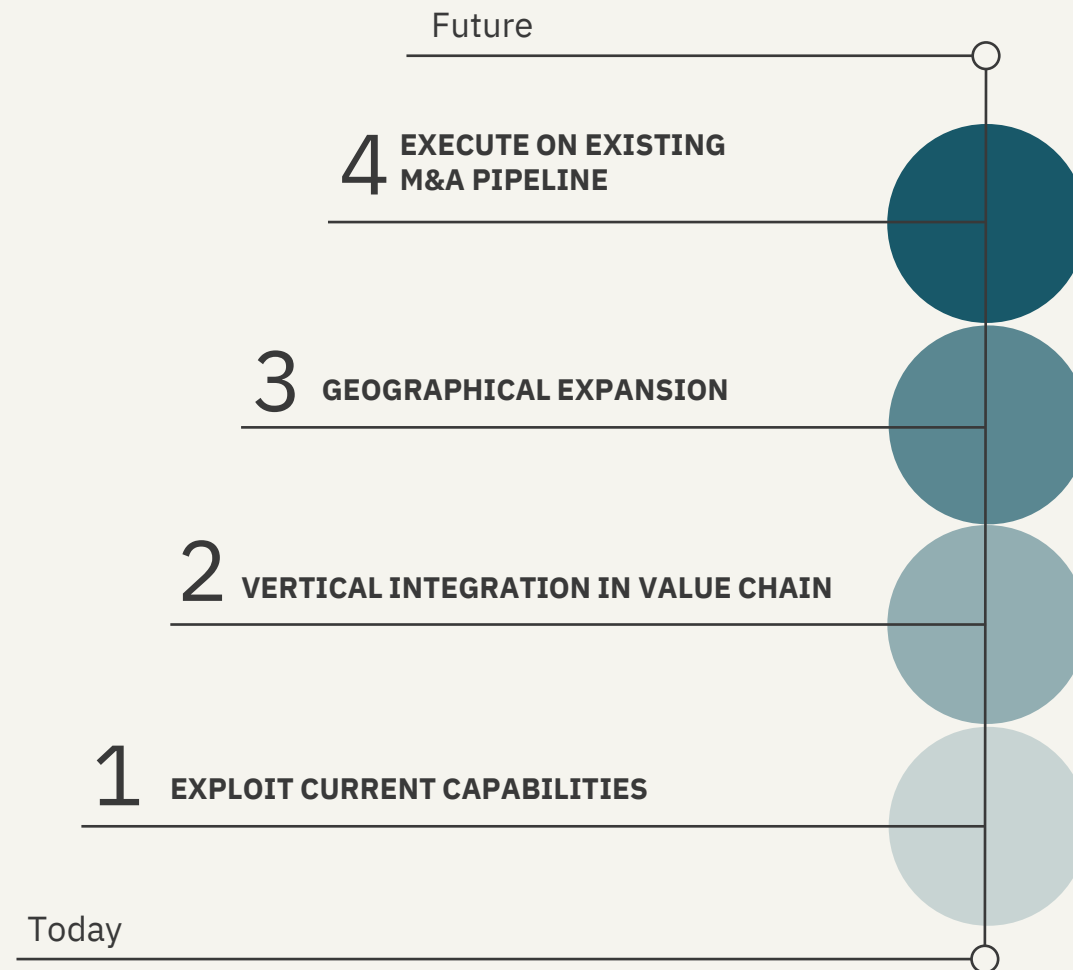 Future
4 EXECUTE ON EXISTING
M&A PIPELINE
3 GEOGRAPHICAL EXPANSION
2 VERTICAL INTEGRATION IN VALUE CHAIN
1 EXPLOIT CURRENT CAPABILITIES
Today